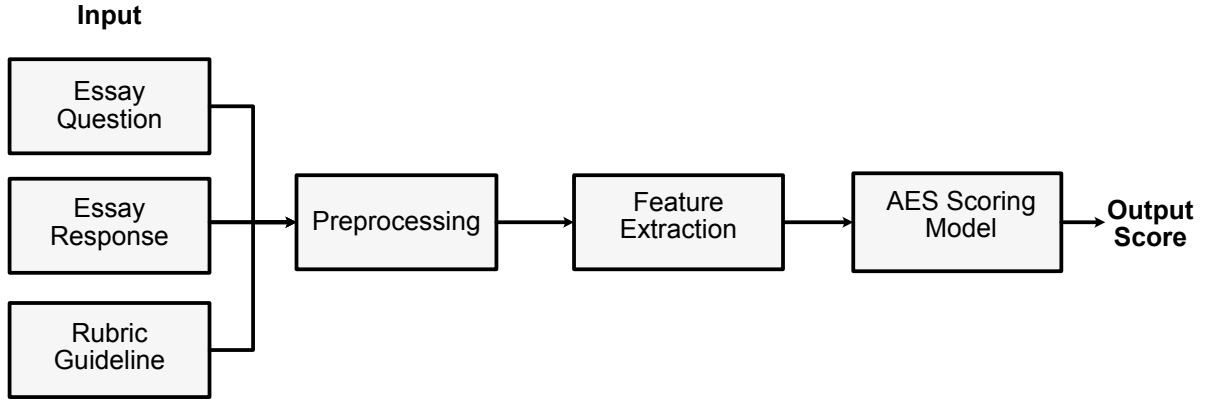 Input
Essay
Question
Essay
Response
Rubric
Guideline
Preprocessing
Feature
Extraction
AES Scoring
Model
Output
Score